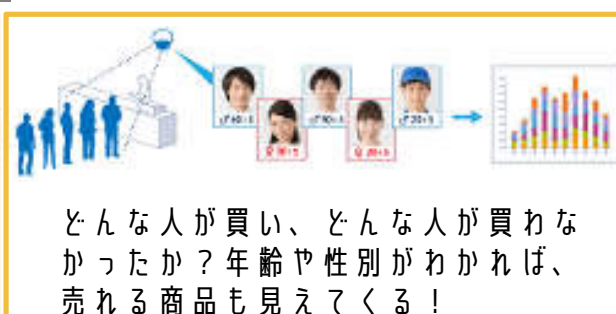 どんな人が買い、どんな人が買わな
かったか？年齢や性別がわかれば、
売れる商品も見えてくる！